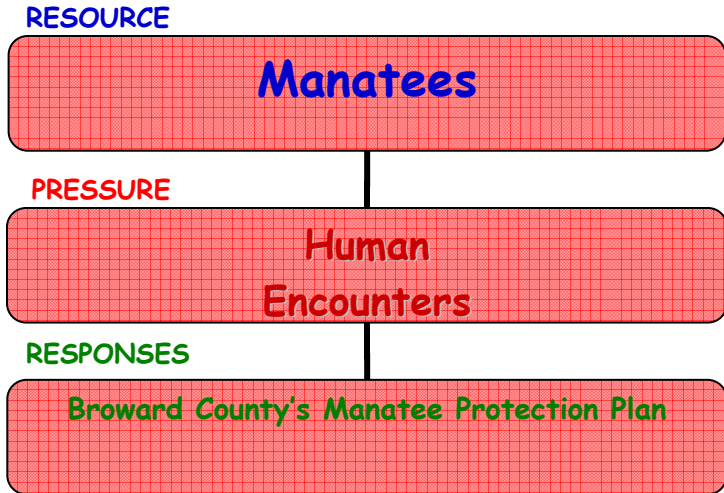 RESOURCE
Manatees
PRESSURE
Human
Encounters
RESPONSES
Broward County's Manatee Protection Plan